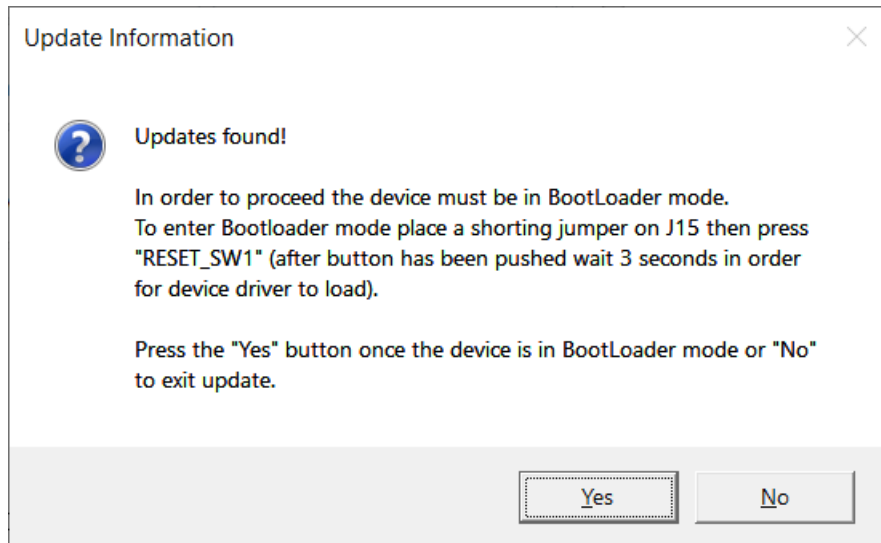 Update Information
Updates found!
In order to proceed the device must be in BootLoader mode.
To enter Bootloader mode place a shorting jumper on J15 then press
"RESET_SW1" (after button has been pushed wait 3 seconds in order
for device driver to load).
Press the "Yes" button once the device is in BootLoader mode or "No"
to exit update.
Yes
No